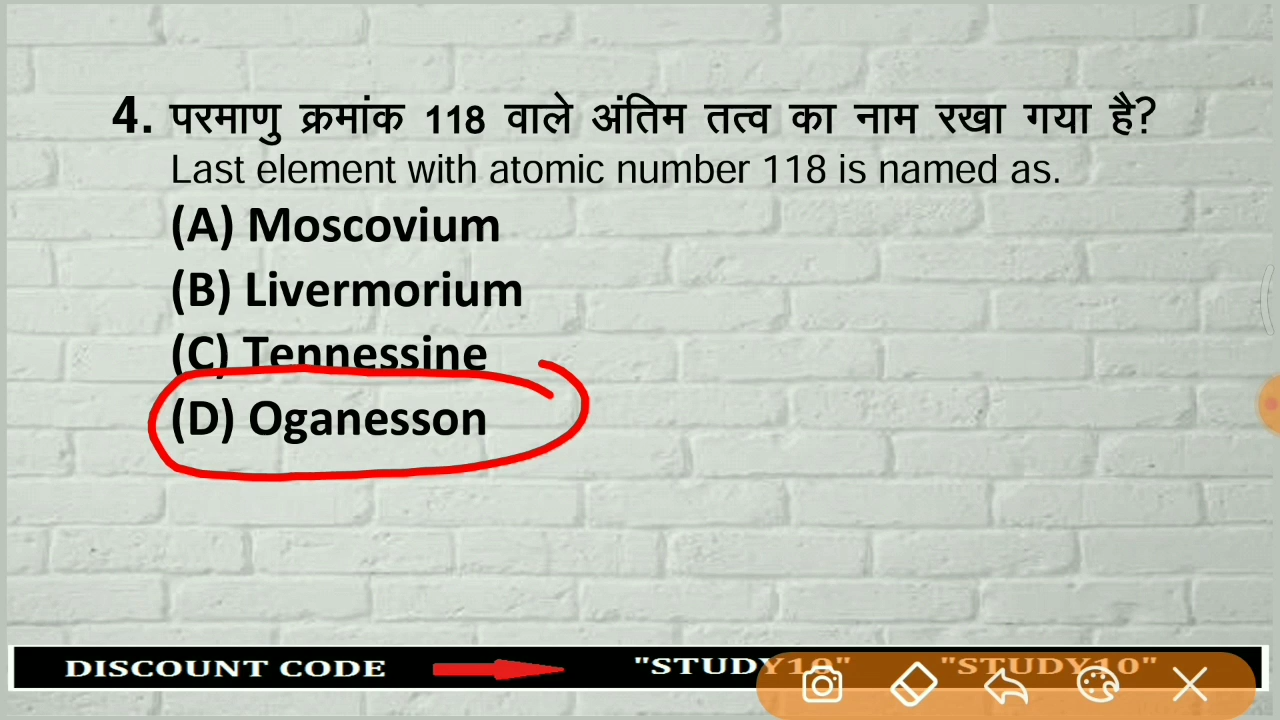 4. परमाणु क्रमांक 118 वाले अंतिम तत्व का नाम रखा गया है?
Last element with atomic number 118 is named as.
(A) Moscovium
(B) Livermorium
(C) Tennessine
(D) Oganesson
DISCOUNT CODE "STUDY10" "STUDY10"